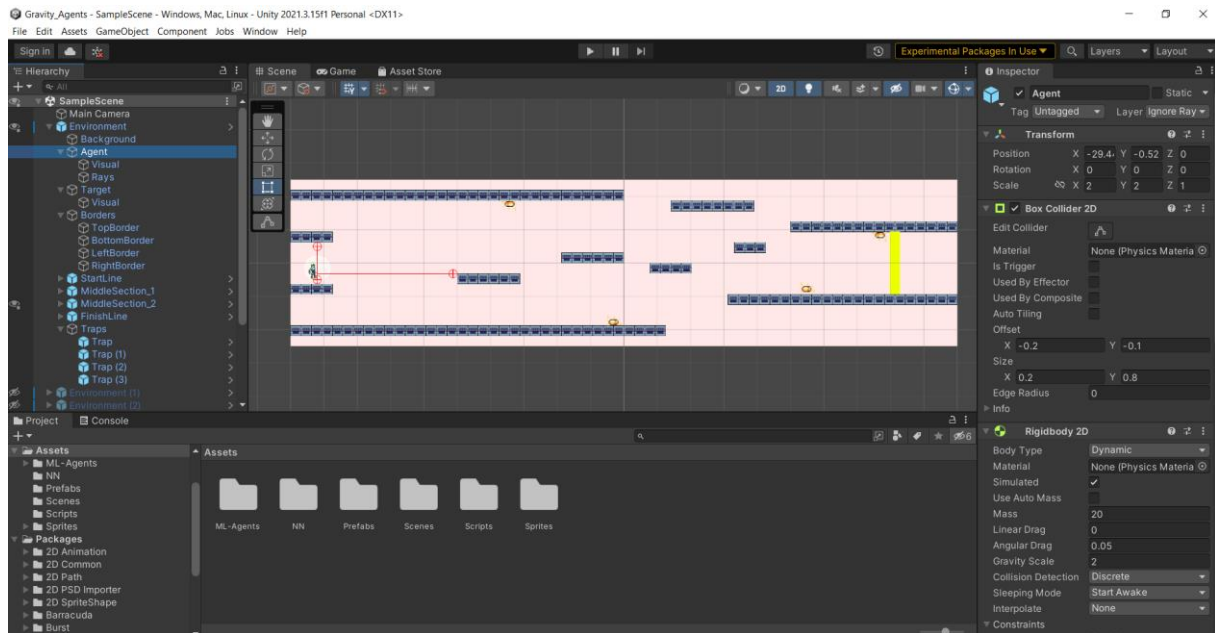 Gravity_Agents - SampleScene - Windows, Mac, Linux - Unity 2021.3.15f1 Personal <DX11>
File Edit Assets GameObject Component Jobs Window Help
Sign in
Experimental Packages In Use
Layers
Layout
Hierarchy
All
SampleScene
Main Camera
Environment
Background
Agent
Visual
Rays
Target
Visual
Borders
TopBorder
BottomBorder
LeftBorder
RightBorder
StartLine
MiddleSection_1
MiddleSection_2
FinishLine
Traps
Trap
Trap (1)
Trap (2)
Trap (3)
Environment (1)
Environment (2)
Scene Game Asset Store
2D
Inspector
Agent Static
Tag Untagged Layer Ignore Ray
Transform
Position X -29.4 Y -0.52 Z 0
Rotation X 0 Y 0 Z 0
Scale X 2 Y 2 Z 1
Box Collider 2D
Edit Collider
Material None (Physics Materia
Is Trigger
Used By Effector
Used By Composite
Auto Tiling
Offset
X -0.2 Y -0.1
Size
X 0.2 Y 0.8
Edge Radius 0
Info
Rigidbody 2D
Body Type Dynamic
Material None (Physics Materia
Simulated
Use Auto Mass
Mass 20
Linear Drag 0
Angular Drag 0.05
Gravity Scale 2
Collision Detection Discrete
Sleeping Mode Start Awake
Interpolate None
Constraints
Project Console
6
Assets
ML-Agents
NN
Prefabs
Scenes
Scripts
Sprites
Packages
2D Animation
2D Common
2D Path
2D PSD Importer
2D SpriteShape
Barracuda
Burst
Assets
ML-Agents NN Prefabs Scenes Scripts Sprites